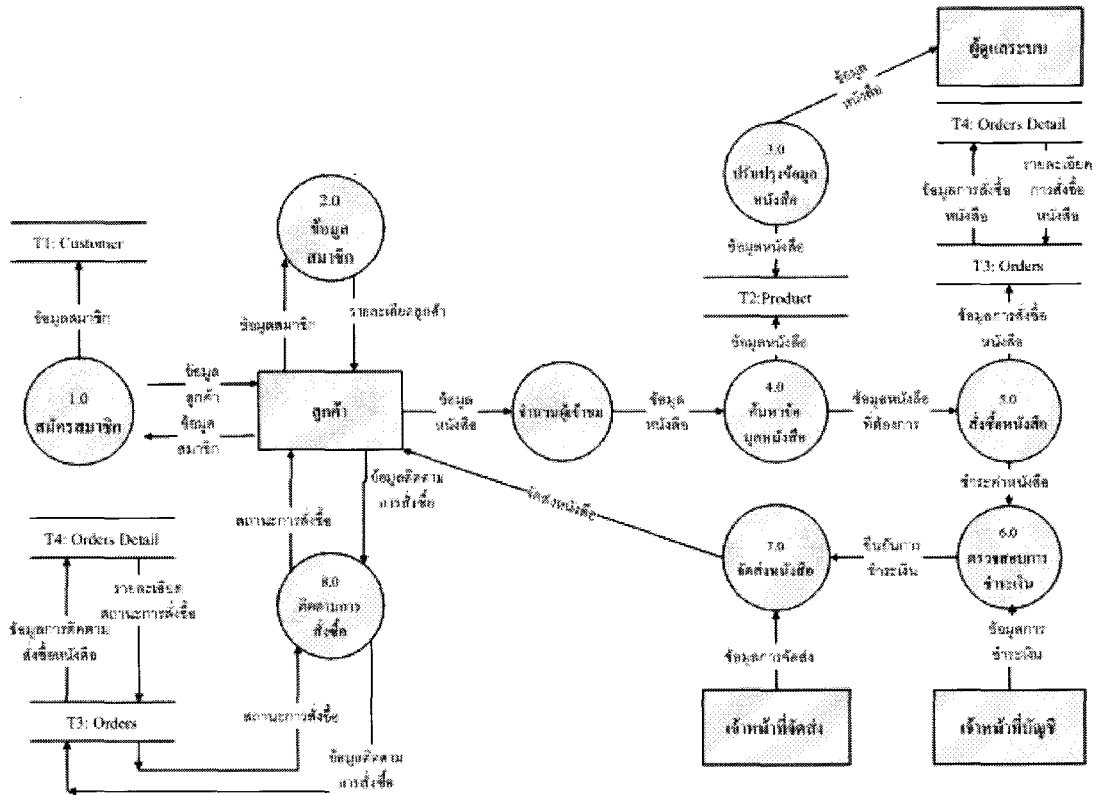 ผู้ดูแลระบบ
ข้อมูล
หนังสือ
T4: Orders Detail
3.0
ปรับปรุงข้อมูล
หนังสือ
ข้อมูลการสั่งซื้อ
หนังสือ
รายละเอียด
การสั่งซื้อ
หนังสือ
2.0
ข้อมูล
สมาชิก
T1: Customer
ข้อมูลหนังสือ
T3: Orders
T2:Product
ข้อมูลสมาชิก
ข้อมูลสมาชิก
รายละเอียดลูกค้า
ข้อมูลหนังสือ
ข้อมูลการสั่งซื้อ
หนังสือ
1.0
สมัครสมาชิก
ข้อมูล
ลูกค้า
ข้อมูล
สมาชิก
ลูกค้า
ข้อมูล
หนังสือ
จำนวนผู้เข้าชม
ข้อมูล
หนังสือ
4.0
ค้นหาข้อ
มูลหนังสือ
ข้อมูลหนังสือ
ที่ต้องการ
5.0
สั่งซื้อหนังสือ
ข้อมูลติดตาม
การสั่งซื้อ
จัดส่งหนังสือ
ชำระค่าหนังสือ
สถานะการสั่งซื้อ
T4: Orders Detail
7.0
จัดส่งหนังสือ
ยืนยันการ
ชำระเงิน
6.0
ตรวจสอบการ
ชำระเงิน
8.0
ติดตามการ
สั่งซื้อ
รายละเอียด
สถานะการสั่งซื้อ
ข้อมูลการติดตาม
สั่งซื้อหนังสือ
ข้อมูลการจัดส่ง
ข้อมูลการ
ชำระเงิน
T3: Orders
สถานะการสั่งซื้อ
เจ้าหน้าที่จัดส่ง
เจ้าหน้าที่บัญชี
ข้อมูลติดตาม
การสั่งซื้อ